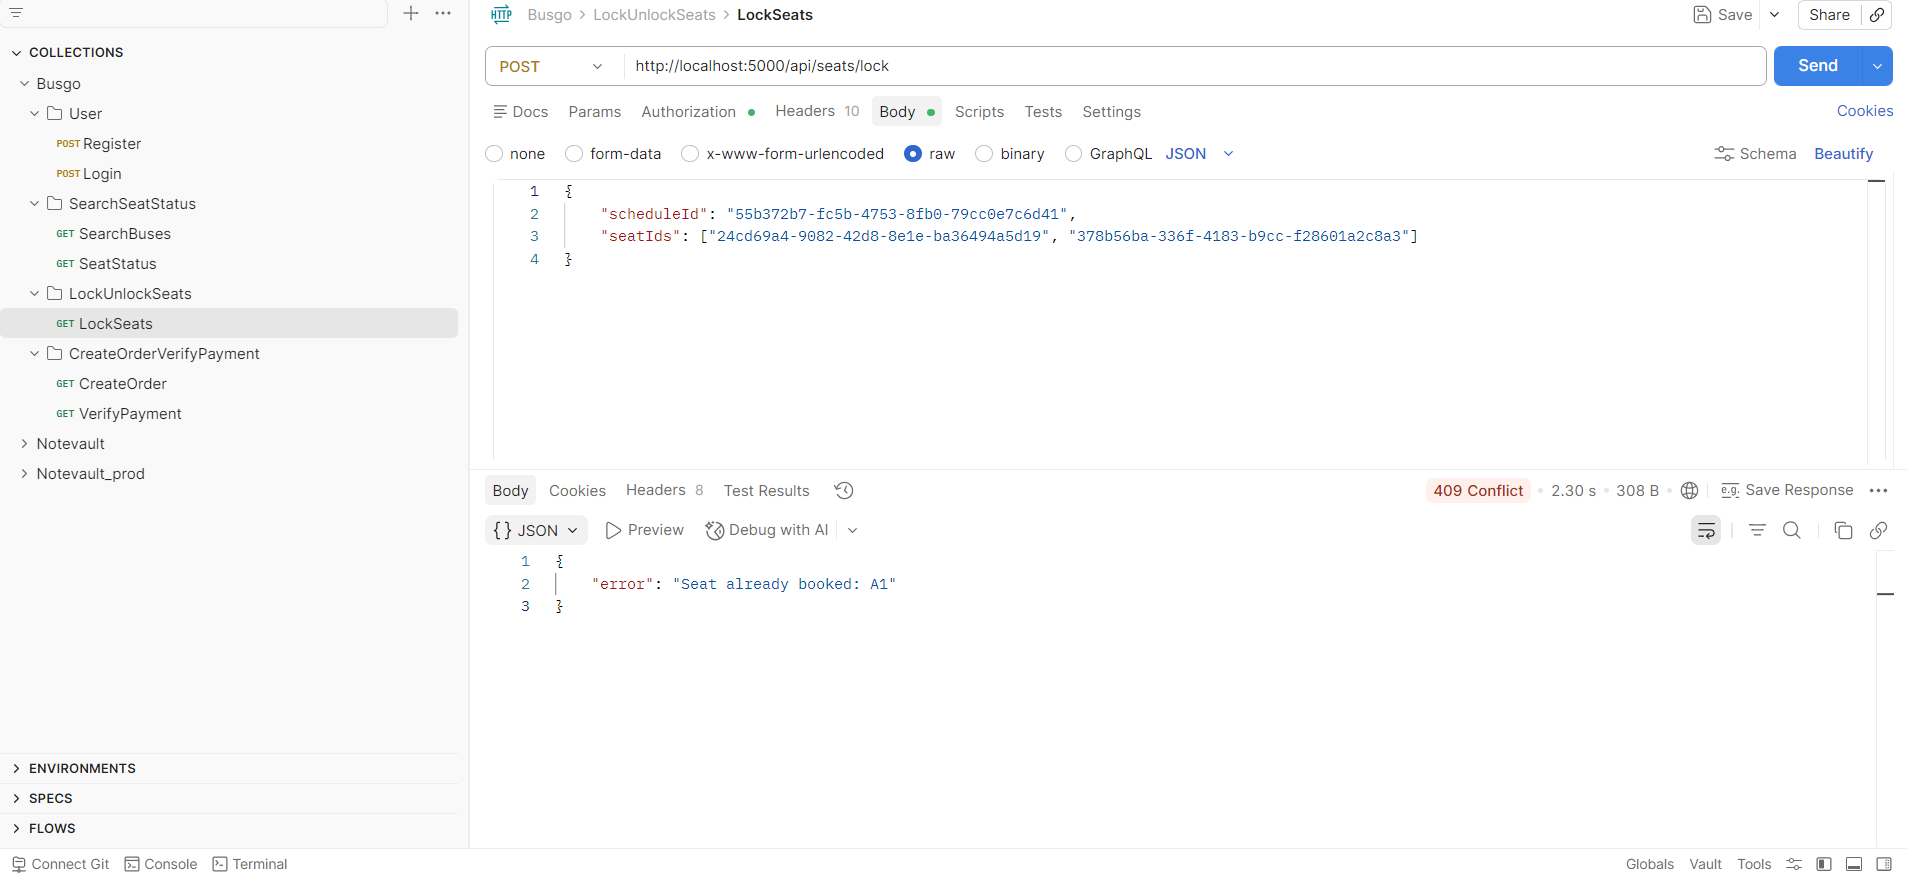 COLLECTIONS
Busgo
User
POST Register
POST Login
SearchSeatStatus
GET SearchBuses
GET SeatStatus
LockUnlockSeats
GET LockSeats
CreateOrderVerifyPayment
GET CreateOrder
GET VerifyPayment
Notevault
Notevault_prod
ENVIRONMENTS
SPECS
FLOWS
HTTP Busgo > LockUnlockSeats > LockSeats Save Share
POST http://localhost:5000/api/seats/lock Send
Docs Params Authorization Headers 10 Body Scripts Tests Settings Cookies
none form-data x-www-form-urlencoded raw binary GraphQL JSON Schema Beautify
1 {
2 "scheduleId": "55b372b7-fc5b-4753-8fb0-79cc0e7c6d41",
3 "seatIds": ["24cd69a4-9082-42d8-8e1e-ba36494a5d19", "378b56ba-336f-4183-b9cc-f28601a2c8a3"]
4 }
Body Cookies Headers 8 Test Results 409 Conflict • 2.30 s • 308 B • e.g. Save Response
{} JSON Preview Debug with AI
1 {
2 "error": "Seat already booked: A1"
3 }
Connect Git Console Terminal Globals Vault Tools